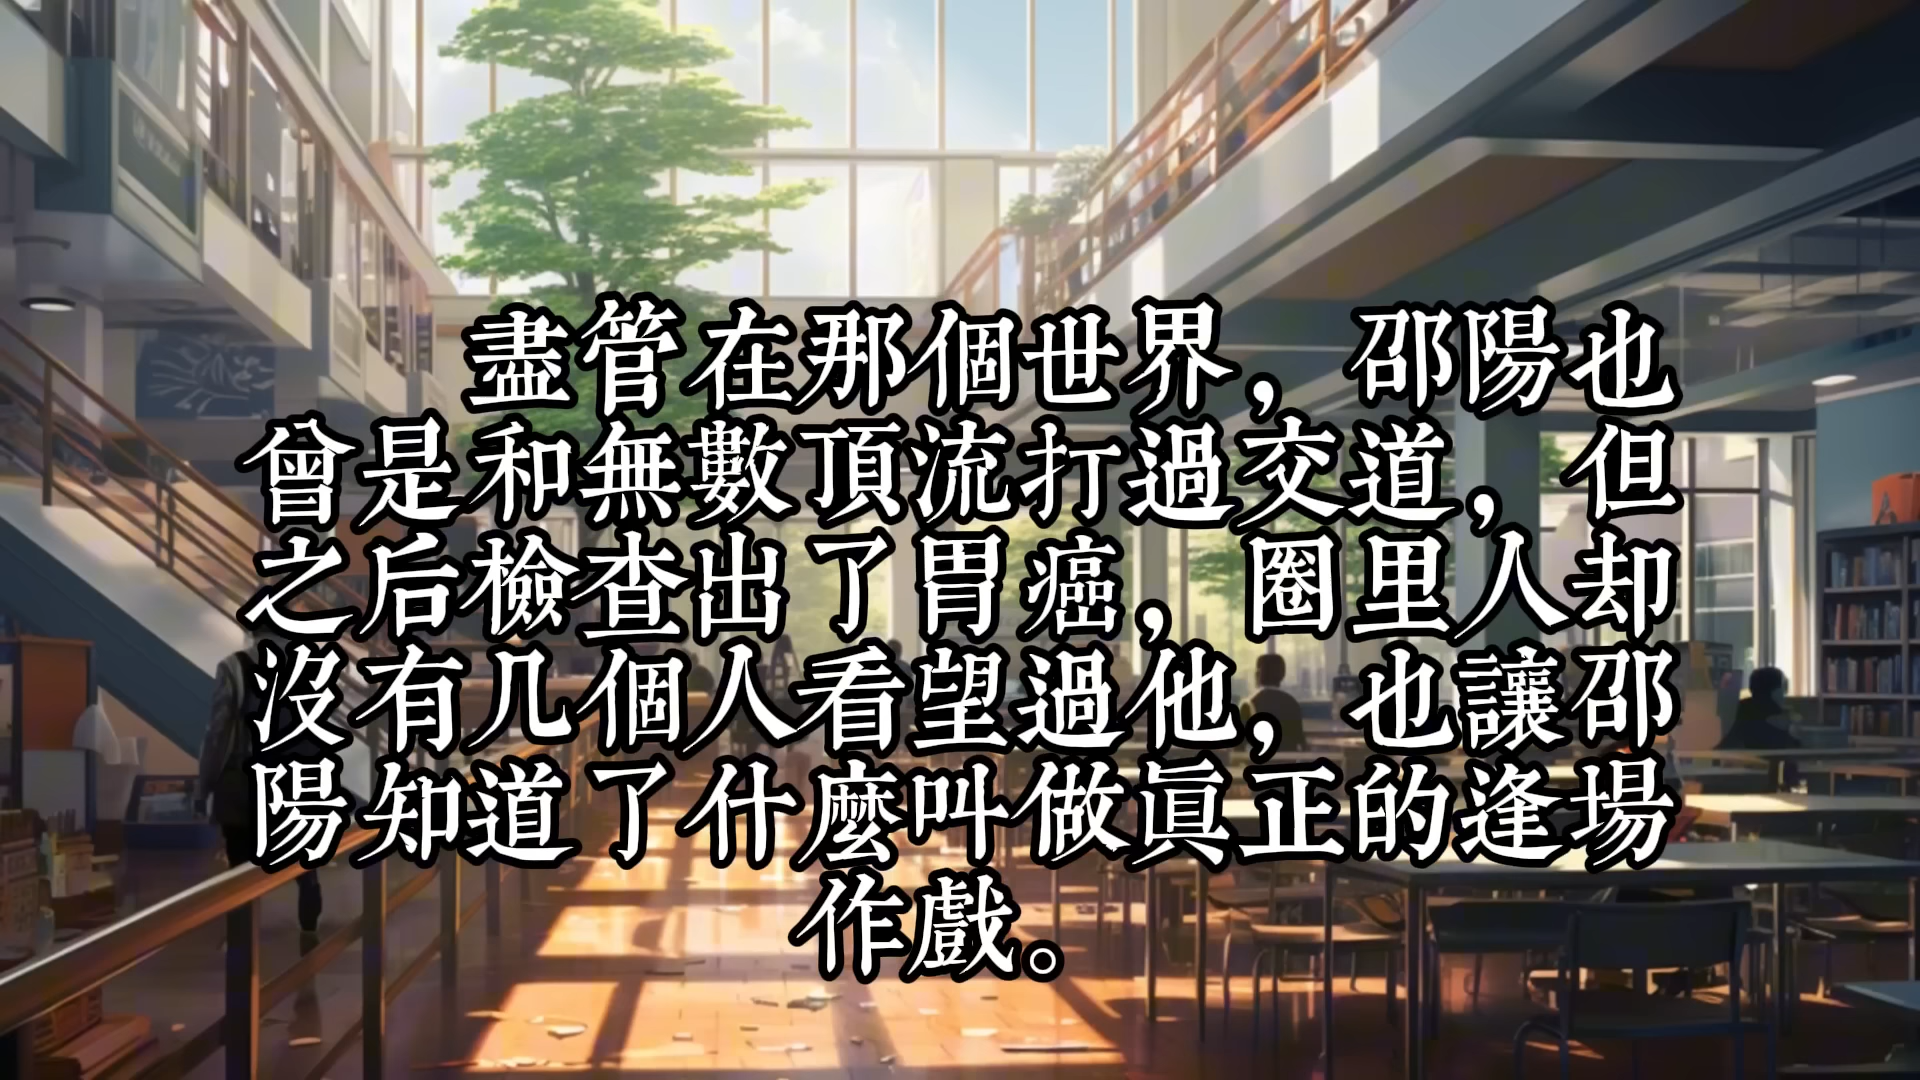 盡管在那個世界，邵陽也
曾是和無數頂流打過交道，但
之后檢查出了胃癌，圈里人却
沒有几個人看望過他，也讓邵
陽知道了什麼叫做眞正的逢場
作戲。